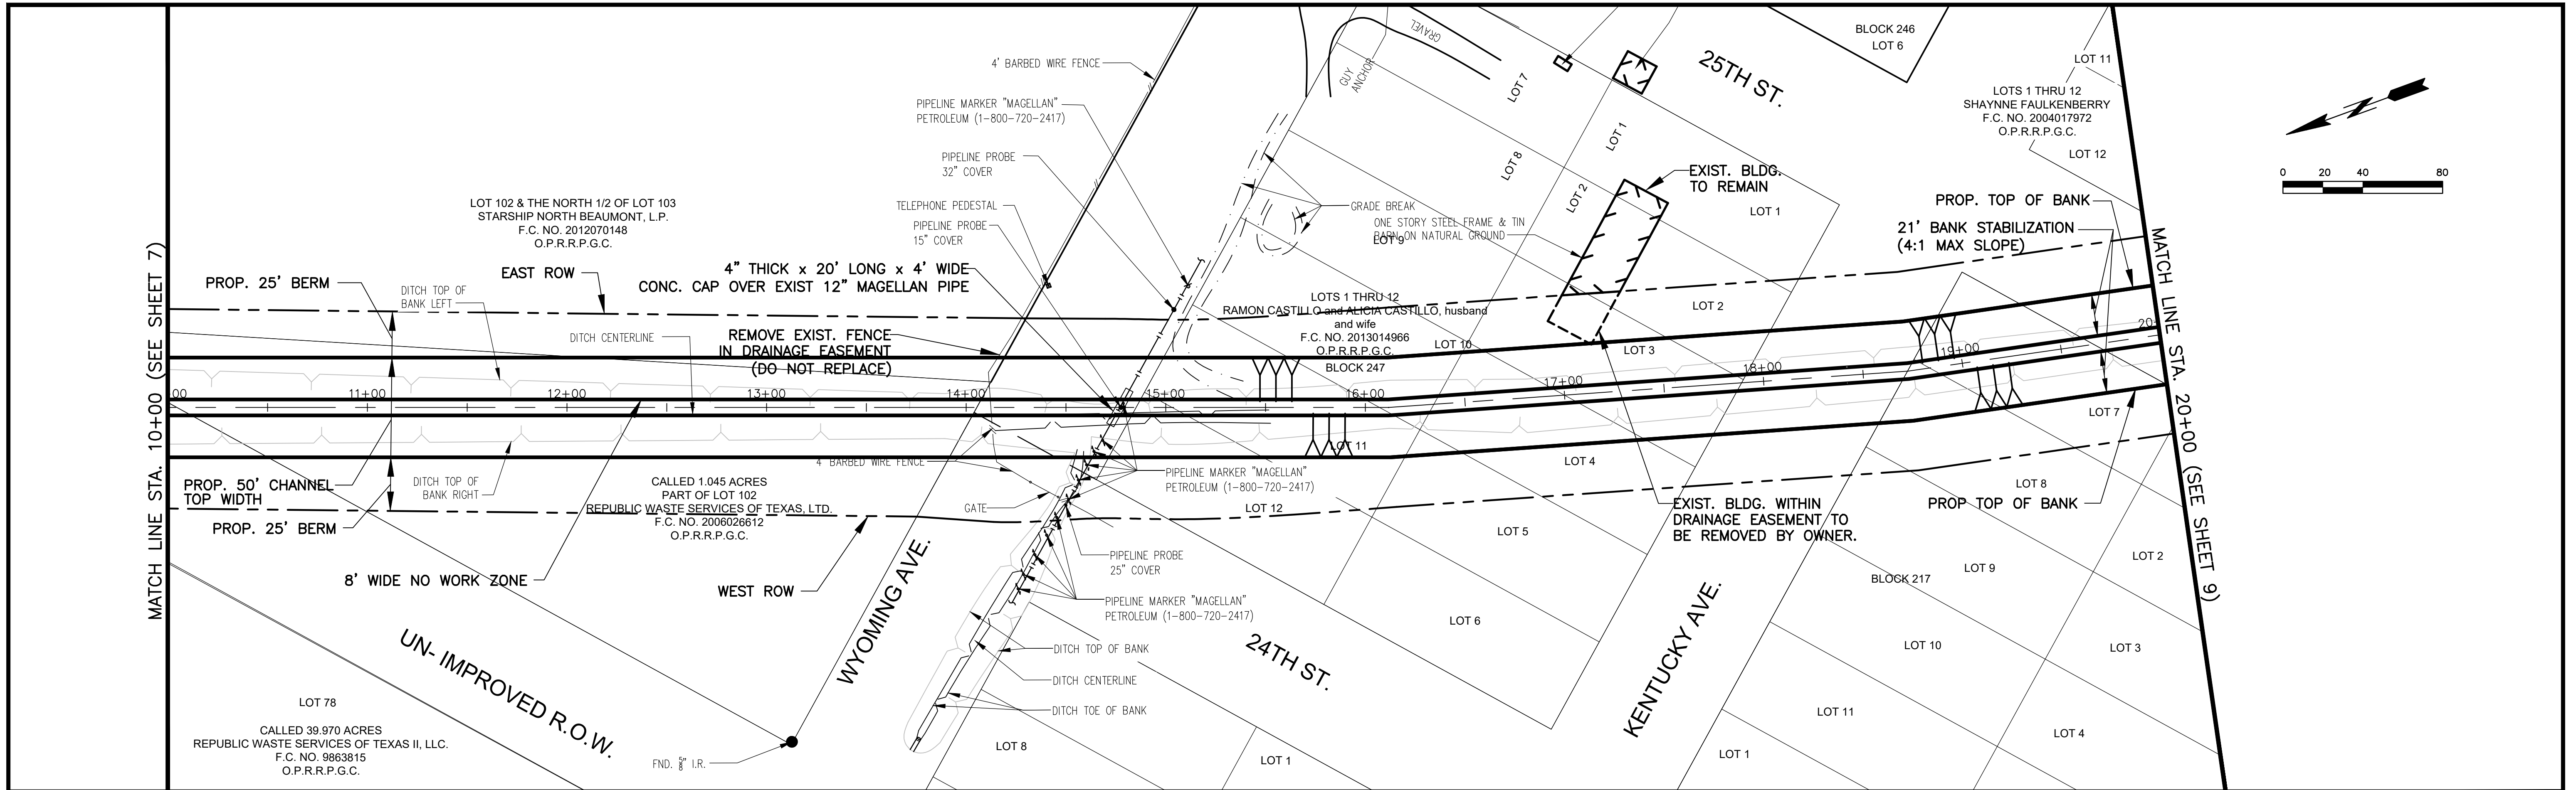 MATCH LINE STA. 10+00 (SEE SHEET 7)
4' BARBED WIRE FENCE
PIPELINE MARKER "MAGELLAN"
PETROLEUM (1-800-720-2417)
PIPELINE PROBE
32" COVER
TELEPHONE PEDESTAL
PIPELINE PROBE
15" COVER
LOT 102 & THE NORTH 1/2 OF LOT 103
STARSHIP NORTH BEAUMONT, L.P.
F.C. NO. 2012070148
O.P.R.R.P.G.C.
PROP. 25' BERM
EAST ROW
DITCH TOP OF
BANK LEFT
4" THICK x 20' LONG x 4' WIDE
CONC. CAP OVER EXIST 12" MAGELLAN PIPE
DITCH CENTERLINE
REMOVE EXIST. FENCE
IN DRAINAGE EASEMENT
(DO NOT REPLACE)
GRAVEL
GUY
ANCHOR
LOT 7
LOT 8
LOT 1
LOT 2
25TH ST.
BLOCK 246
LOT 6
LOT 11
LOTS 1 THRU 12
SHAYNNE FAULKENBERRY
F.C. NO. 2004017972
O.P.R.R.P.G.C.
LOT 12
0 20 40 80
EXIST. BLDG.
TO REMAIN
GRADE BREAK
ONE STORY STEEL FRAME & TIN
BARN ON NATURAL GROUND
LOT 9
LOT 1
PROP. TOP OF BANK
21' BANK STABILIZATION
(4:1 MAX SLOPE)
LOTS 1 THRU 12
RAMON CASTILLO and ALICIA CASTILLO, husband
and wife
F.C. NO. 2013014966
O.P.R.R.P.G.C.
BLOCK 247
LOT 10
LOT 2
LOT 3
00
11+00
12+00
13+00
14+00
15+00
16+00
17+00
18+00
19+00
20
MATCH LINE STA. 20+00 (SEE SHEET 9)
PROP. 50' CHANNEL
TOP WIDTH
PROP. 25' BERM
DITCH TOP OF
BANK RIGHT
4' BARBED WIRE FENCE
CALLED 1.045 ACRES
PART OF LOT 102
REPUBLIC WASTE SERVICES OF TEXAS, LTD.
F.C. NO. 2006026612
O.P.R.R.P.G.C.
GATE
PIPELINE MARKER "MAGELLAN"
PETROLEUM (1-800-720-2417)
LOT 11
LOT 12
LOT 4
LOT 7
LOT 8
EXIST. BLDG. WITHIN
DRAINAGE EASEMENT TO
BE REMOVED BY OWNER.
PROP TOP OF BANK
8' WIDE NO WORK ZONE
WEST ROW
WYOMING AVE.
PIPELINE PROBE
25" COVER
PIPELINE MARKER "MAGELLAN"
PETROLEUM (1-800-720-2417)
DITCH TOP OF BANK
DITCH CENTERLINE
DITCH TOE OF BANK
LOT 5
LOT 6
24TH ST.
KENTUCKY AVE.
BLOCK 217
LOT 9
LOT 2
LOT 10
LOT 3
LOT 11
LOT 4
LOT 1
UN- IMPROVED R.O.W.
LOT 78
CALLED 39.970 ACRES
REPUBLIC WASTE SERVICES OF TEXAS II, LLC.
F.C. NO. 9863815
O.P.R.R.P.G.C.
FND. 5/8" I.R.
LOT 8
LOT 1